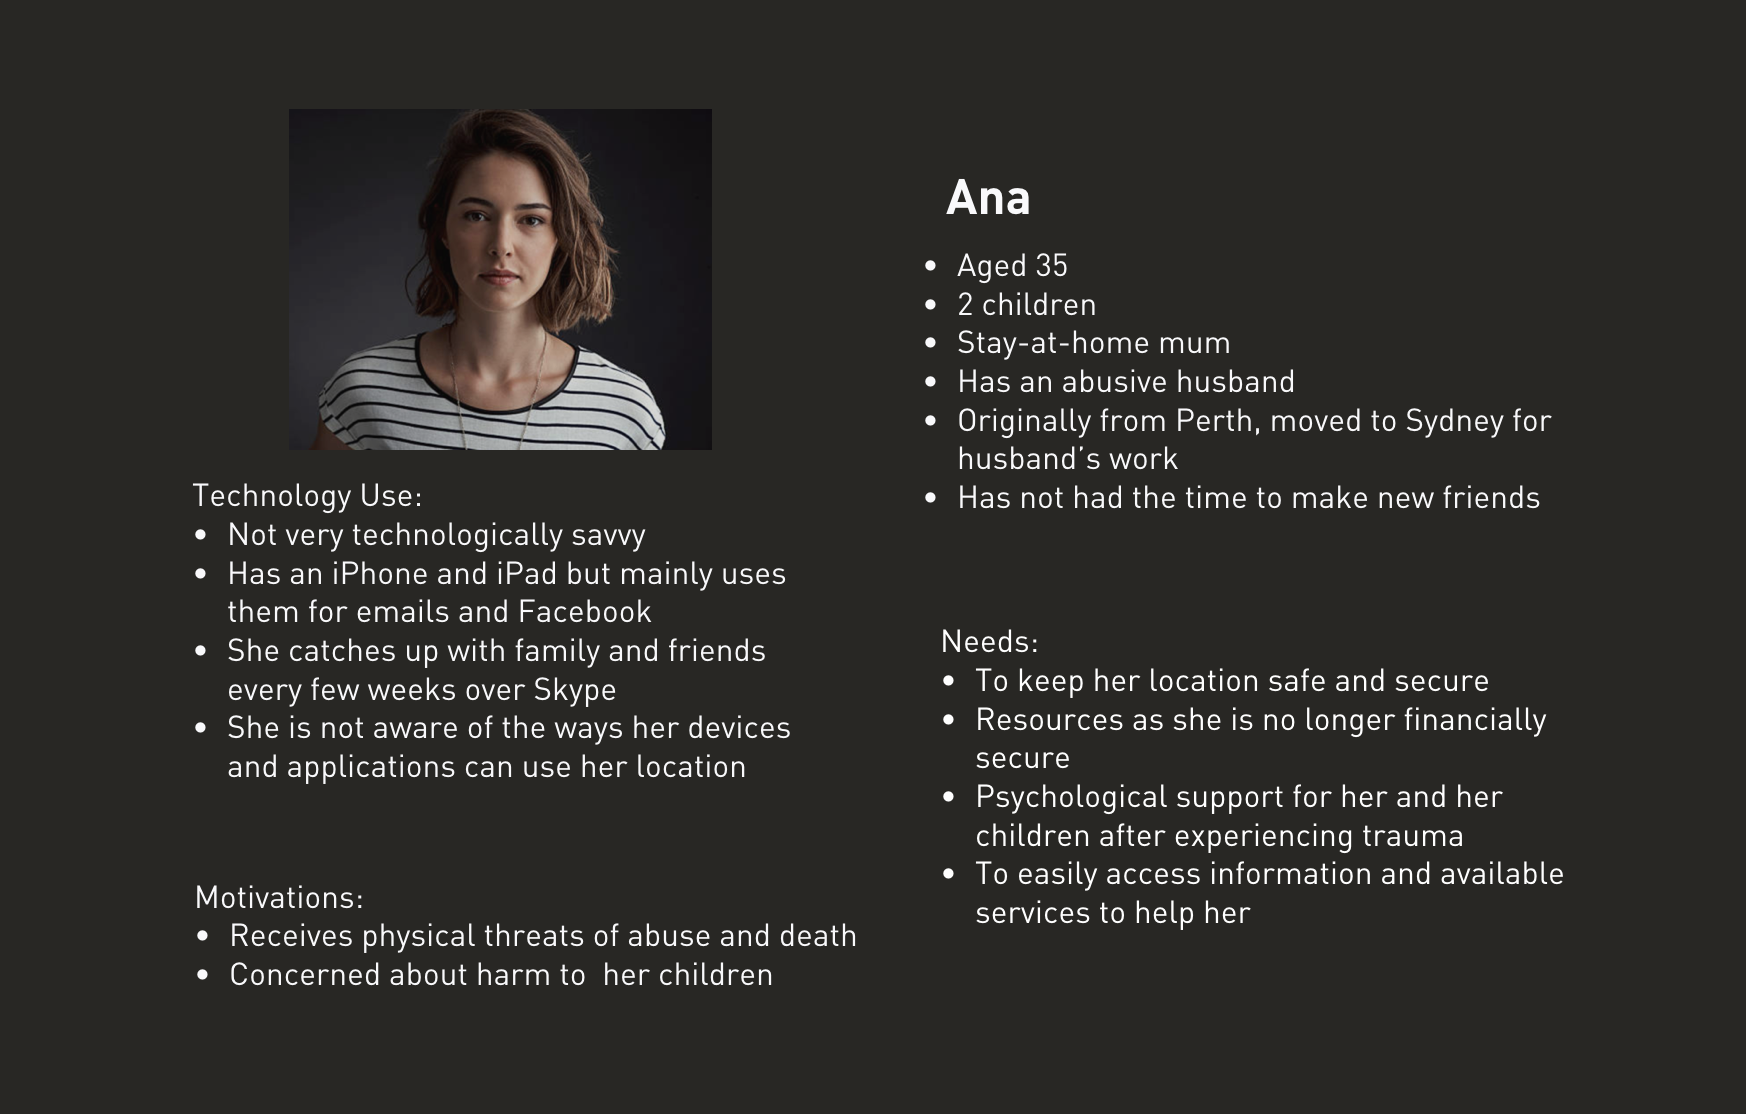 Ana
• Aged 35
• 2 children
• Stay-at-home mum
• Has an abusive husband
• Originally from Perth, moved to Sydney for
husband's work
• Has not had the time to make new friends
Technology Use:
• Not very technologically savvy
• Has an iPhone and iPad but mainly uses
them for emails and Facebook
• She catches up with family and friends
every few weeks over Skype
• She is not aware of the ways her devices
and applications can use her location
Needs:
• To keep her location safe and secure
• Resources as she is no longer financially
secure
• Psychological support for her and her
children after experiencing trauma
• To easily access information and available
services to help her
Motivations:
• Receives physical threats of abuse and death
• Concerned about harm to  her children